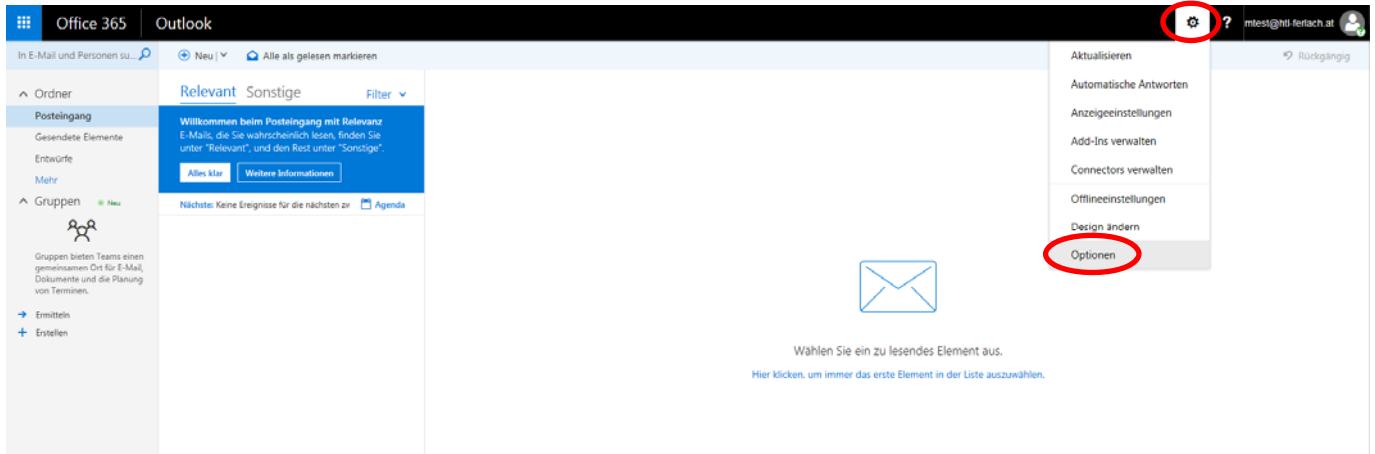 Office 365 Outlook ? mtest@htl-ferlach.at
In E-Mail und Personen su... Neu Alle als gelesen markieren Rückgängig
Ordner
Posteingang
Gesendete Elemente
Entwürfe
Mehr
Gruppen Neu
Gruppen bieten Teams einen
gemeinsamen Ort für E-Mail,
Dokumente und die Planung
von Terminen.
Ermitteln
Erstellen
Relevant Sonstige Filter
Willkommen beim Posteingang mit Relevanz
E-Mails, die Sie wahrscheinlich lesen, finden Sie
unter "Relevant", und den Rest unter "Sonstige".
Alles klar Weitere Informationen
Nächste: Keine Ereignisse für die nächsten zv Agenda
Wählen Sie ein zu lesendes Element aus.
Hier klicken, um immer das erste Element in der Liste auszuwählen.
Aktualisieren
Automatische Antworten
Anzeigeeinstellungen
Add-Ins verwalten
Connectors verwalten
Offlineeinstellungen
Design ändern
Optionen